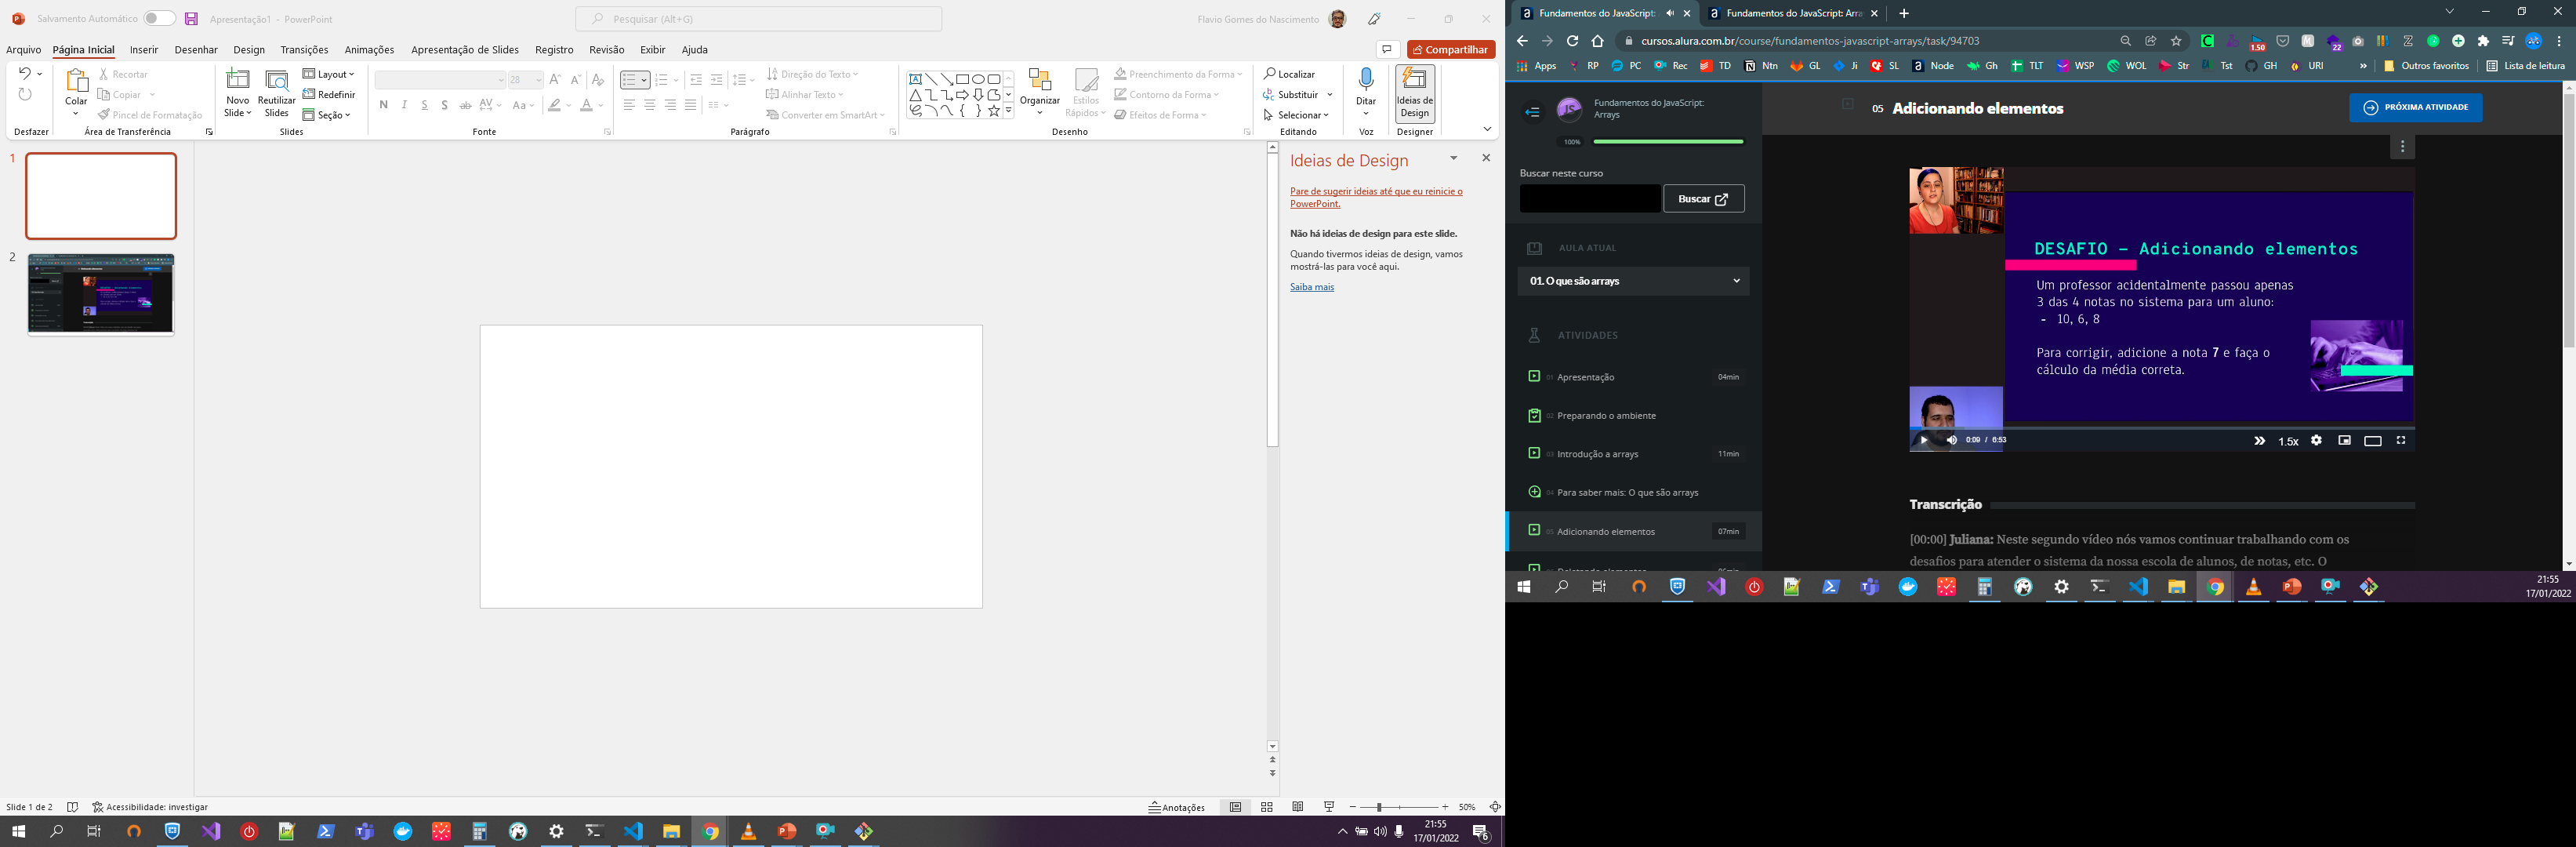 Salvamento Automático
Apresentação1 - PowerPoint
Pesquisar (Alt+G)
Flavio Gomes do Nascimento
Arquivo Página Inicial Inserir Desenhar Design Transições Animações Apresentação de Slides Registro Revisão Exibir Ajuda
Compartilhar
Colar
Recortar
Copiar
Pincel de Formatação
Novo Slide
Reutilizar Slides
Layout
Redefinir
Seção
28
N I S S ab AV Aa A
Direção do Texto
Alinhar Texto
Converter em SmartArt
Organizar
Estilos Rápidos
Preenchimento da Forma
Contorno da Forma
Efeitos de Forma
Localizar
Substituir
Selecionar
Ditar
Ideias de Design
Desfazer Área de Transferência Slides Fonte Parágrafo Desenho Editando Voz Designer
1
2
Ideias de Design
Pare de sugerir ideias até que eu reinicie o
PowerPoint.
Não há ideias de design para este slide.
Quando tivermos ideias de design, vamos
mostrá-las para você aqui.
Saiba mais
Slide 1 de 2
Acessibilidade: investigar
Anotações
50%
21:55
17/01/2022
6
Fundamentos do JavaScript:
Fundamentos do JavaScript: Arra
cursos.alura.com.br/course/fundamentos-javascript-arrays/task/94703
1.50
22
Apps RP PC Rec TD Ntn GL Ji SL Node Gh TLT WSP WOL Str Tst GH URI
Outros favoritos
Lista de leitura
Fundamentos do JavaScript:
Arrays
100%
Buscar neste curso
Buscar
AULA ATUAL
01. O que são arrays
ATIVIDADES
01 Apresentação 04min
02 Preparando o ambiente
03 Introdução a arrays 11min
04 Para saber mais: O que são arrays
05 Adicionando elementos 07min
05 Adicionando elementos
PRÓXIMA ATIVIDADE
DESAFIO - Adicionando elementos
Um professor acidentalmente passou apenas
3 das 4 notas no sistema para um aluno:
- 10, 6, 8
Para corrigir, adicione a nota 7 e faça o
cálculo da média correta.
0:09 / 6:53
1.5x
Transcrição
[00:00] Juliana: Neste segundo vídeo nós vamos continuar trabalhando com os
desafios para atender o sistema da nossa escola de alunos, de notas, etc. O
21:55
17/01/2022